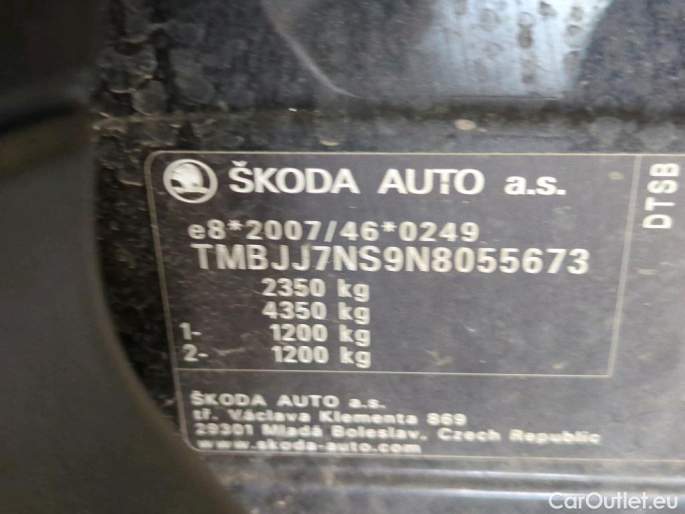 ŠKODA AUTO a.s.
e8*2007/46*0249
TMBJJ7NS9N8055673
2350 kg
4350 kg
1- 1200 kg
2- 1200 kg
ŠKODA AUTO a.s.
tř. Václava Klementa 869
29301 Mladá Boleslav, Czech Republic
www.skoda-auto.com
DTSB
CarOutlet.eu